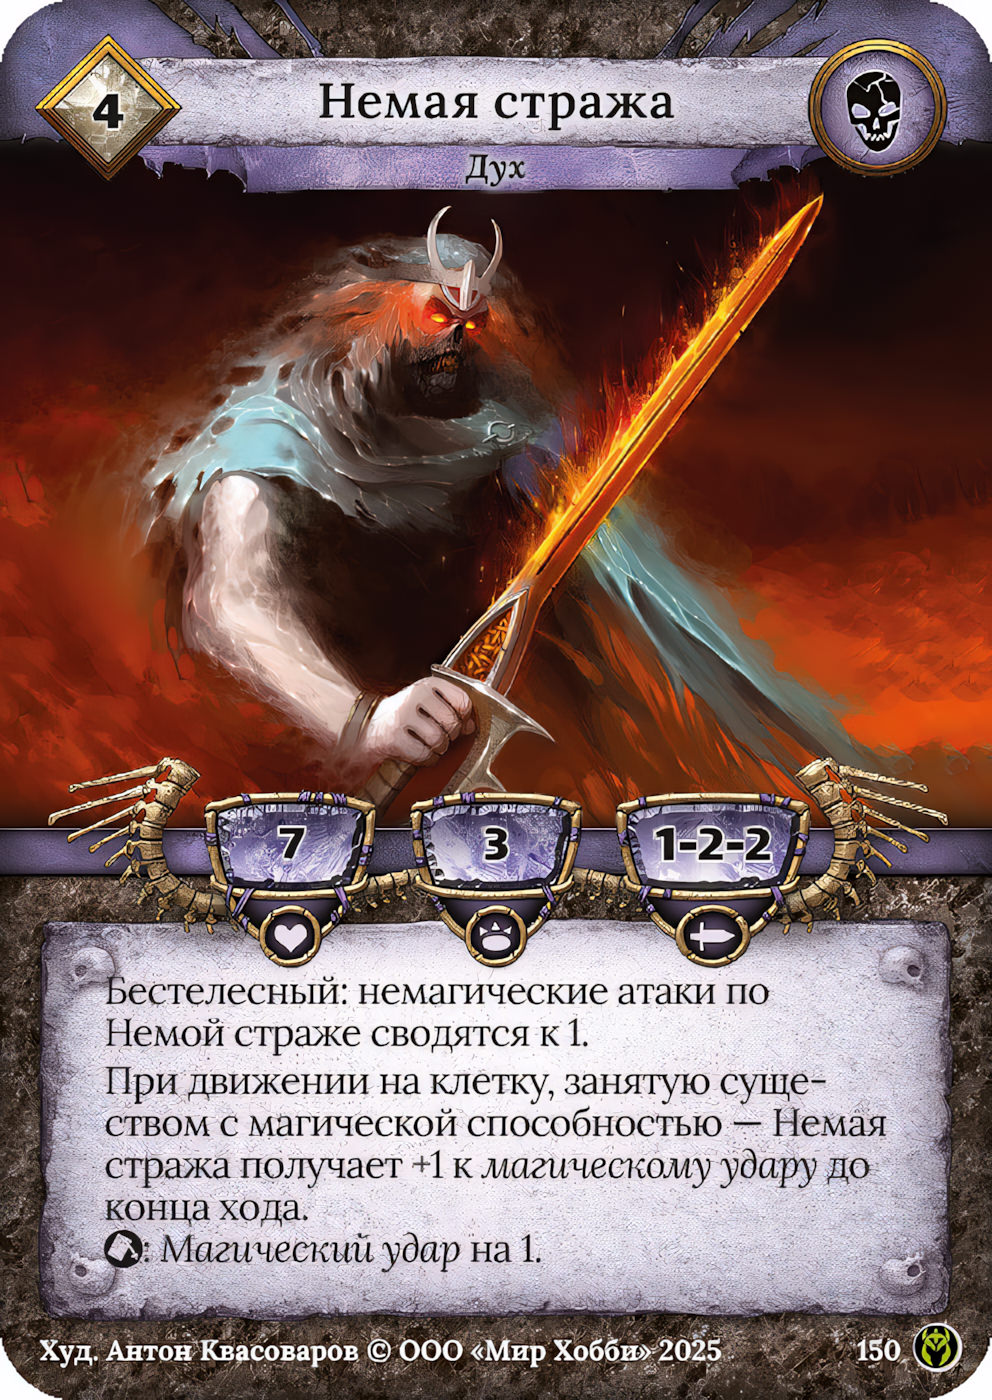 4
Немая стража
Дух
7
3
1-2-2
Бестелесный: немагические атаки по
Немой страже сводятся к 1.
При движении на клетку, занятую суще-
ством с магической способностью — Немая
стража получает +1 к магическому удару до
конца хода.
: Магический удар на 1.
Худ. Антон Квасоваров © ООО «Мир Хобби» 2025
150